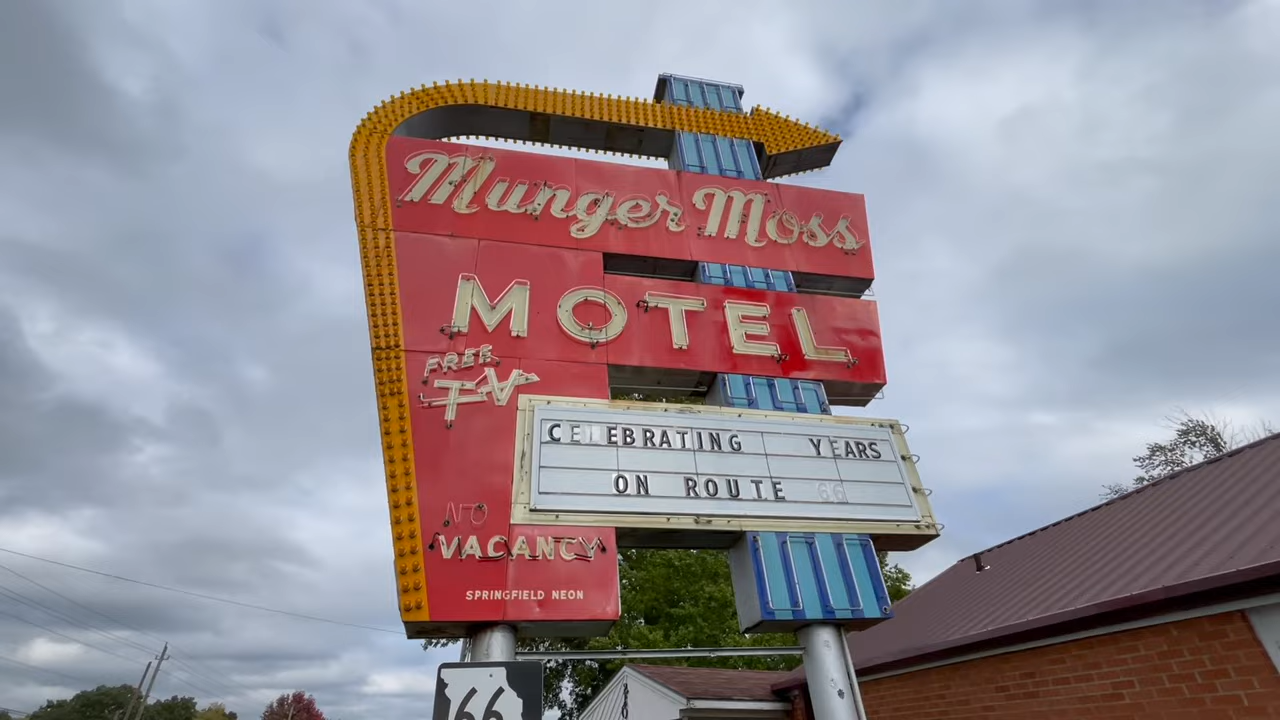 Munger Moss
MOTEL
FREE
TV
CELEBRATING YEARS
ON ROUTE 66
NO
VACANCY
SPRINGFIELD NEON
66